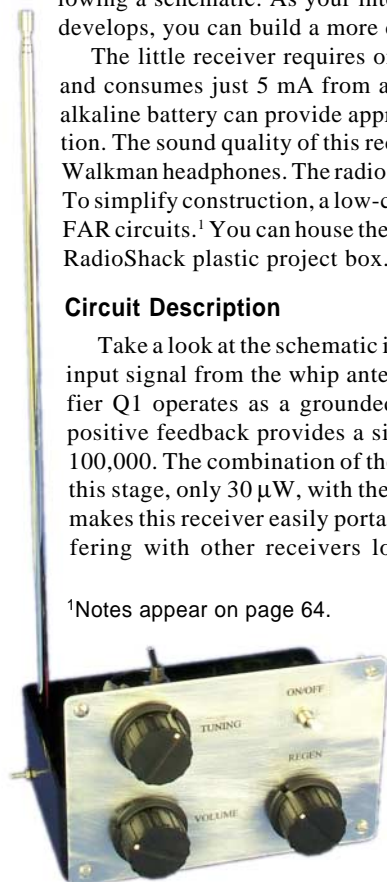 lowing a schematic. As your inte
develops, you can build a more c
The little receiver requires on
and consumes just 5 mA from a
alkaline battery can provide appr
tion. The sound quality of this rec
Walkman headphones. The radio
To simplify construction, a low-c
FAR circuits.¹ You can house the
RadioShack plastic project box.
Circuit Description
Take a look at the schematic i
input signal from the whip ante
fier Q1 operates as a grounded
positive feedback provides a si
100,000. The combination of the
this stage, only 30 µW, with the
makes this receiver easily porta
fering with other receivers lo
¹Notes appear on page 64.
ON/OFF
TUNING
REGEN
VOLUME